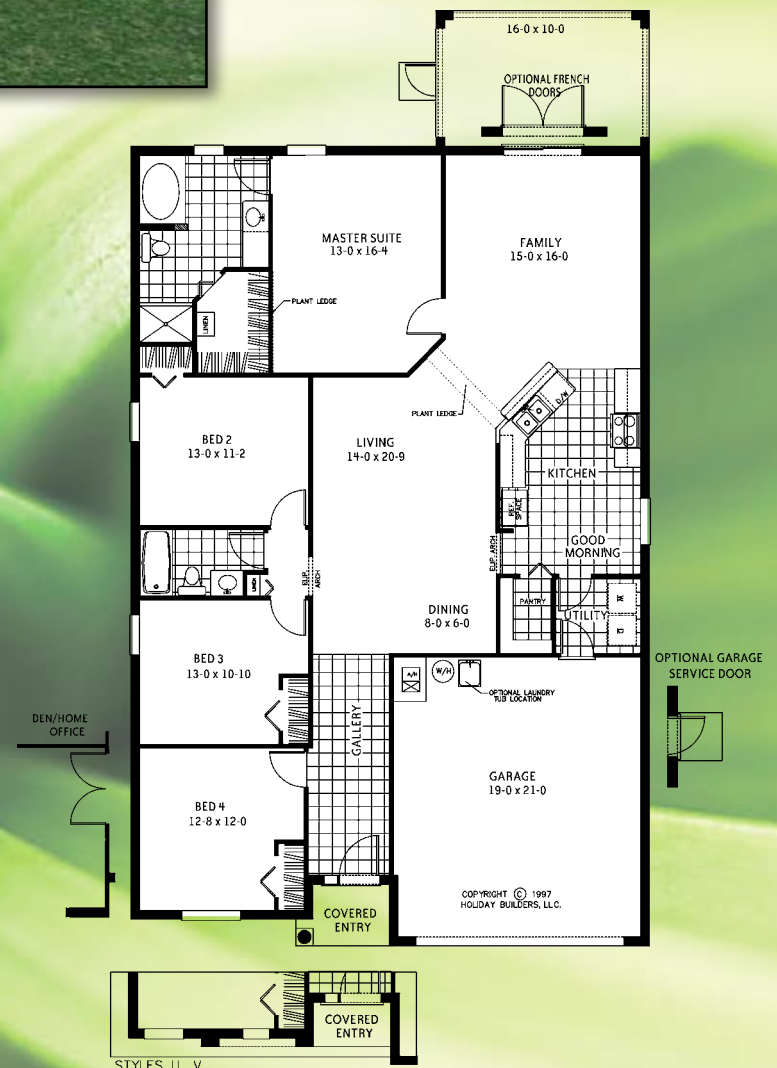 16-0 x 10-0
OPTIONAL FRENCH
DOORS
MASTER SUITE
13-0 x 16-4
FAMILY
15-0 x 16-0
PLANT LEDGE
LINEN
PLANT LEDGE
D/W
BED 2
13-0 x 11-2
LIVING
14-0 x 20-9
KITCHEN
REF.
SPACE
GOOD
MORNING
ELIP. ARCH
ELIP.
ARCH
LINEN
PANTRY
UTILITY
W
D
DINING
8-0 x 6-0
BED 3
13-0 x 10-10
A/H
W/H
OPTIONAL LAUNDRY
TUB LOCATION
OPTIONAL GARAGE
SERVICE DOOR
DEN/HOME
OFFICE
GALLERY
GARAGE
19-0 x 21-0
BED 4
12-8 x 12-0
COPYRIGHT © 1997
HOLIDAY BUILDERS, LLC.
COVERED
ENTRY
COVERED
ENTRY
STYLES U, V